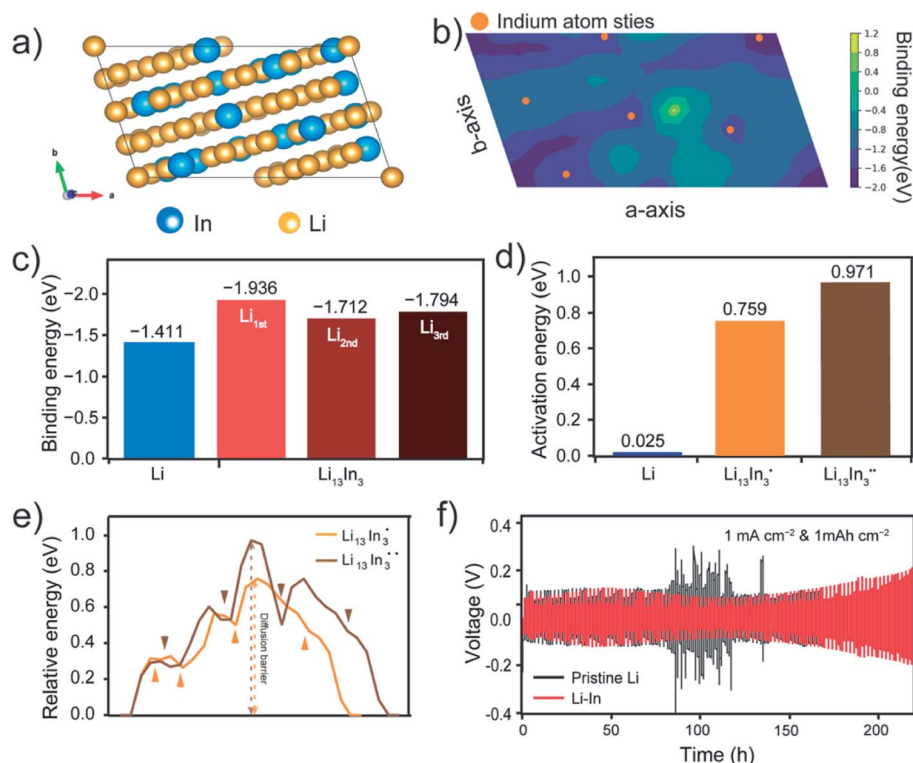 a)
b
a
In
Li
b)
Indium atom sties
b-axis
a-axis
Binding energy(eV)
1.2
0.8
0.4
0.0
−0.4
−0.8
−1.2
−1.6
−2.0
c)
Binding energy (eV)
−2.0
−1.5
−1.0
−0.5
0.0
−1.411
−1.936
−1.712
−1.794
Li1st
Li2nd
Li3rd
Li
Li13In3
d)
Activation energy (eV)
1.0
0.8
0.6
0.4
0.2
0.0
0.025
0.759
0.971
Li
Li13In3•
Li13In3••
e)
Relative energy (eV)
1.0
0.8
0.6
0.4
0.2
0.0
Li13In3•
Li13In3••
Diffusion barrier
f)
Voltage (V)
0.4
0.2
0.0
-0.2
-0.4
1 mA cm−2 & 1mAh cm−2
Pristine Li
Li-In
0
50
100
150
200
Time (h)